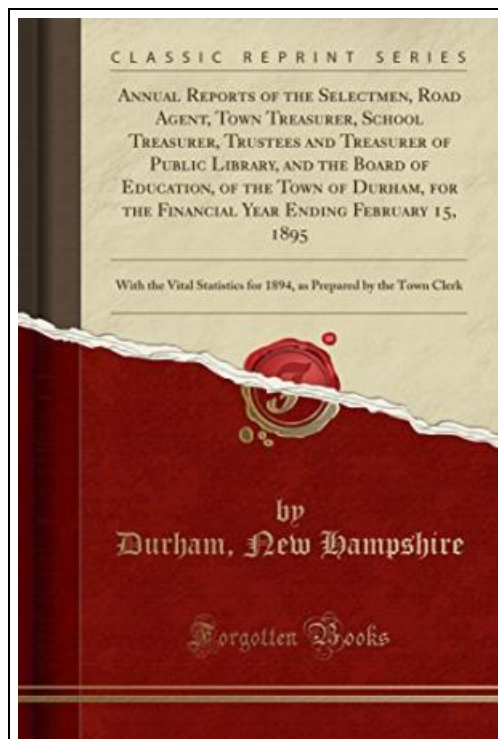 CLASSIC REPRINT SERIES
ANNUAL REPORTS OF THE SELECTMEN, ROAD
AGENT, TOWN TREASURER, SCHOOL
TREASURER, TRUSTEES AND TREASURER OF
PUBLIC LIBRARY, AND THE BOARD OF
EDUCATION, OF THE TOWN OF DURHAM, FOR
THE FINANCIAL YEAR ENDING FEBRUARY 15,
1895
With the Vital Statistics for 1894, as Prepared by the Town Clerk
by
Durham, New Hampshire
Forgotten Books